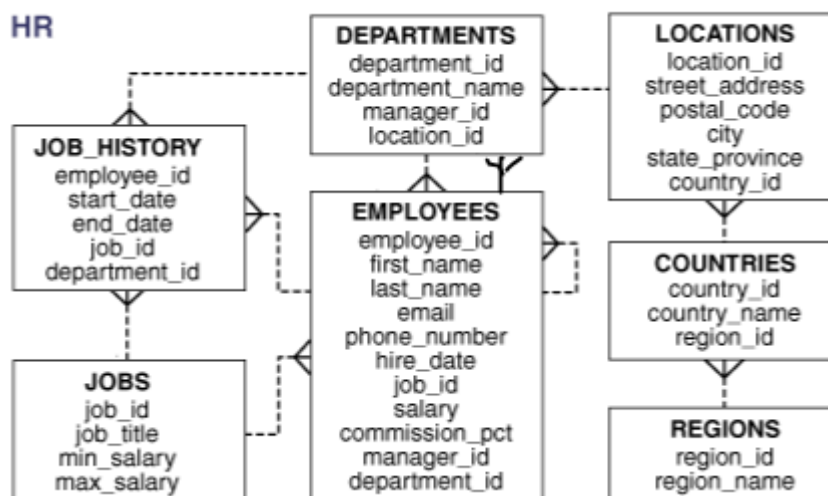 HR
DEPARTMENTS
department_id
department_name
manager_id
location_id
LOCATIONS
location_id
street_address
postal_code
city
state_province
country_id
JOB_HISTORY
employee_id
start_date
end_date
job_id
department_id
EMPLOYEES
employee_id
first_name
last_name
email
phone_number
hire_date
job_id
salary
commission_pct
manager_id
department_id
COUNTRIES
country_id
country_name
region_id
JOBS
job_id
job_title
min_salary
max_salary
REGIONS
region_id
region_name